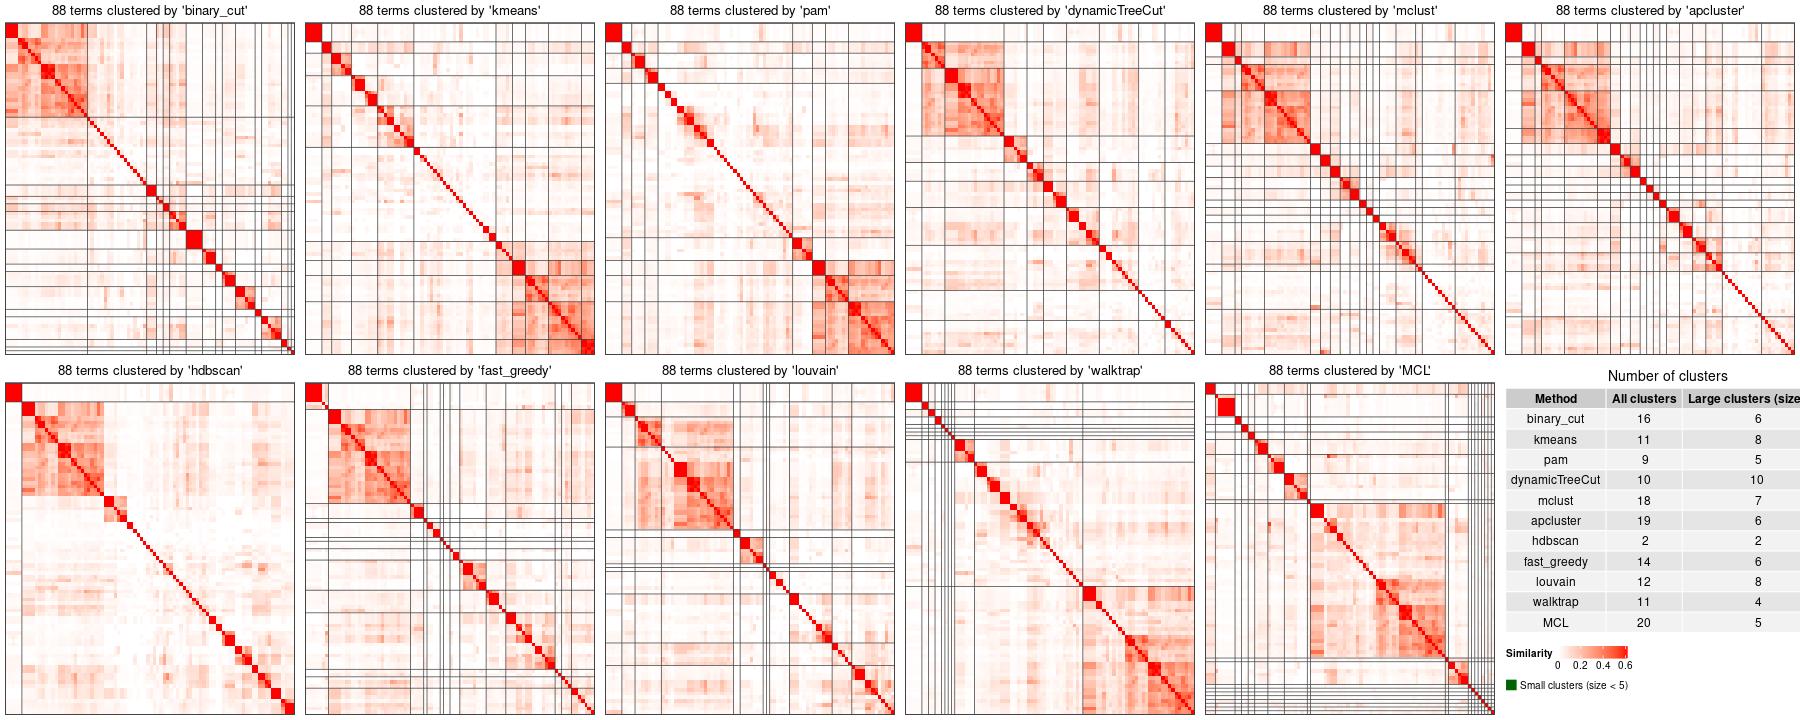 88 terms clustered by 'binary_cut'
88 terms clustered by 'kmeans'
88 terms clustered by 'pam'
88 terms clustered by 'dynamicTreeCut'
88 terms clustered by 'mclust'
88 terms clustered by 'apcluster'
88 terms clustered by 'hdbscan'
88 terms clustered by 'fast_greedy'
88 terms clustered by 'louvain'
88 terms clustered by 'walktrap'
88 terms clustered by 'MCL'
Number of clusters
Method All clusters Large clusters (size
binary_cut 16 6
kmeans 11 8
pam 9 5
dynamicTreeCut 10 10
mclust 18 7
apcluster 19 6
hdbscan 2 2
fast_greedy 14 6
louvain 12 8
walktrap 11 4
MCL 20 5
Similarity
0 0.2 0.4 0.6
Small clusters (size < 5)